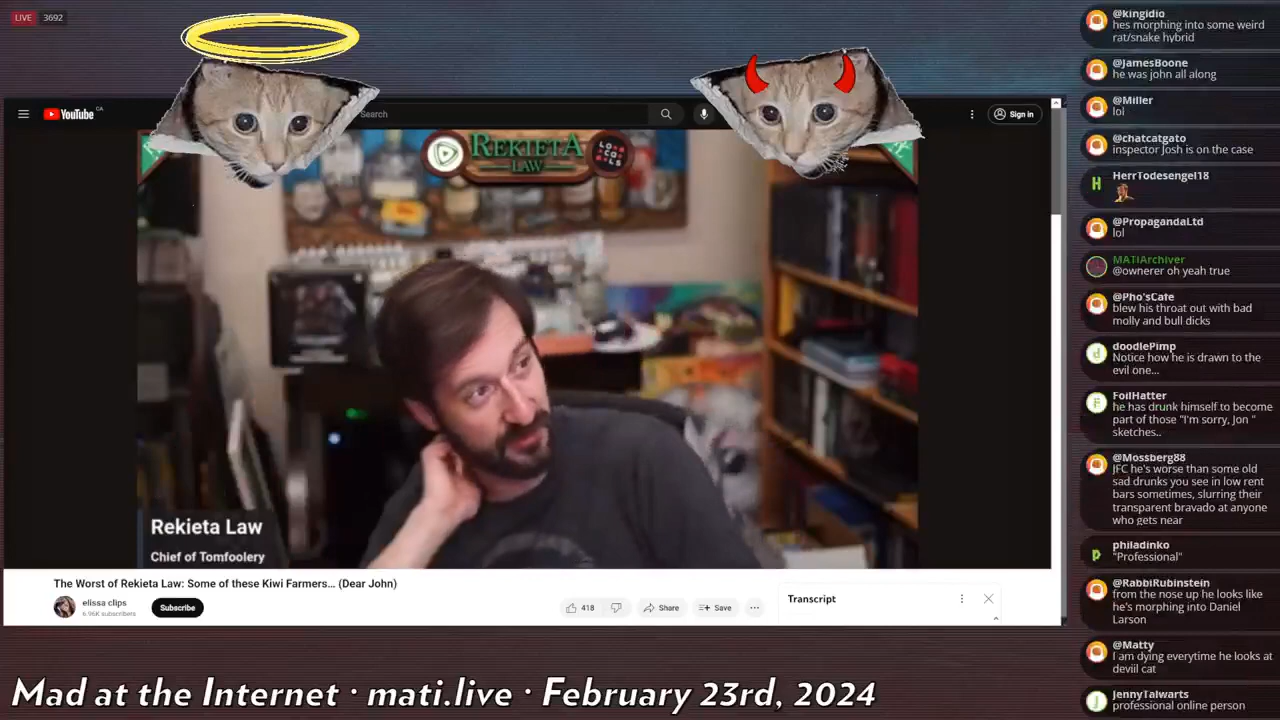 LIVE 3692
YouTube CA
Search
Sign in
REKIETA
LAW
LOCALS
Rekieta Law
Chief of Tomfoolery
The Worst of Rekieta Law: Some of these Kiwi Farmers... (Dear John)
elissa clips
6.96K subscribers
Subscribe
418
Share
Save
Transcript
Mad at the Internet · mati.live · February 23rd, 2024
@kingidio
hes morphing into some weird
rat/snake hybrid
@JamesBoone
he was john all along
@Miller
lol
@chatcatgato
inspector josh is on the case
HerrTodesengel18
@PropagandaLtd
lol
MATIArchiver
@ownerer oh yeah true
@Pho'sCafe
blew his throat out with bad
molly and bull dicks
doodlePimp
Notice how he is drawn to the
evil one...
FoilHatter
he has drunk himself to become
part of those "I'm sorry, Jon "
sketches..
@Mossberg88
JFC he's worse than some old
sad drunks you see in low rent
bars sometimes, slurring their
transparent bravado at anyone
who gets near
philadinko
"Professional"
@RabbiRubinstein
from the nose up he looks like
he's morphing into Daniel
Larson
@Matty
I am dying everytime he looks at
devil cat
JennyTalwarts
professional online person